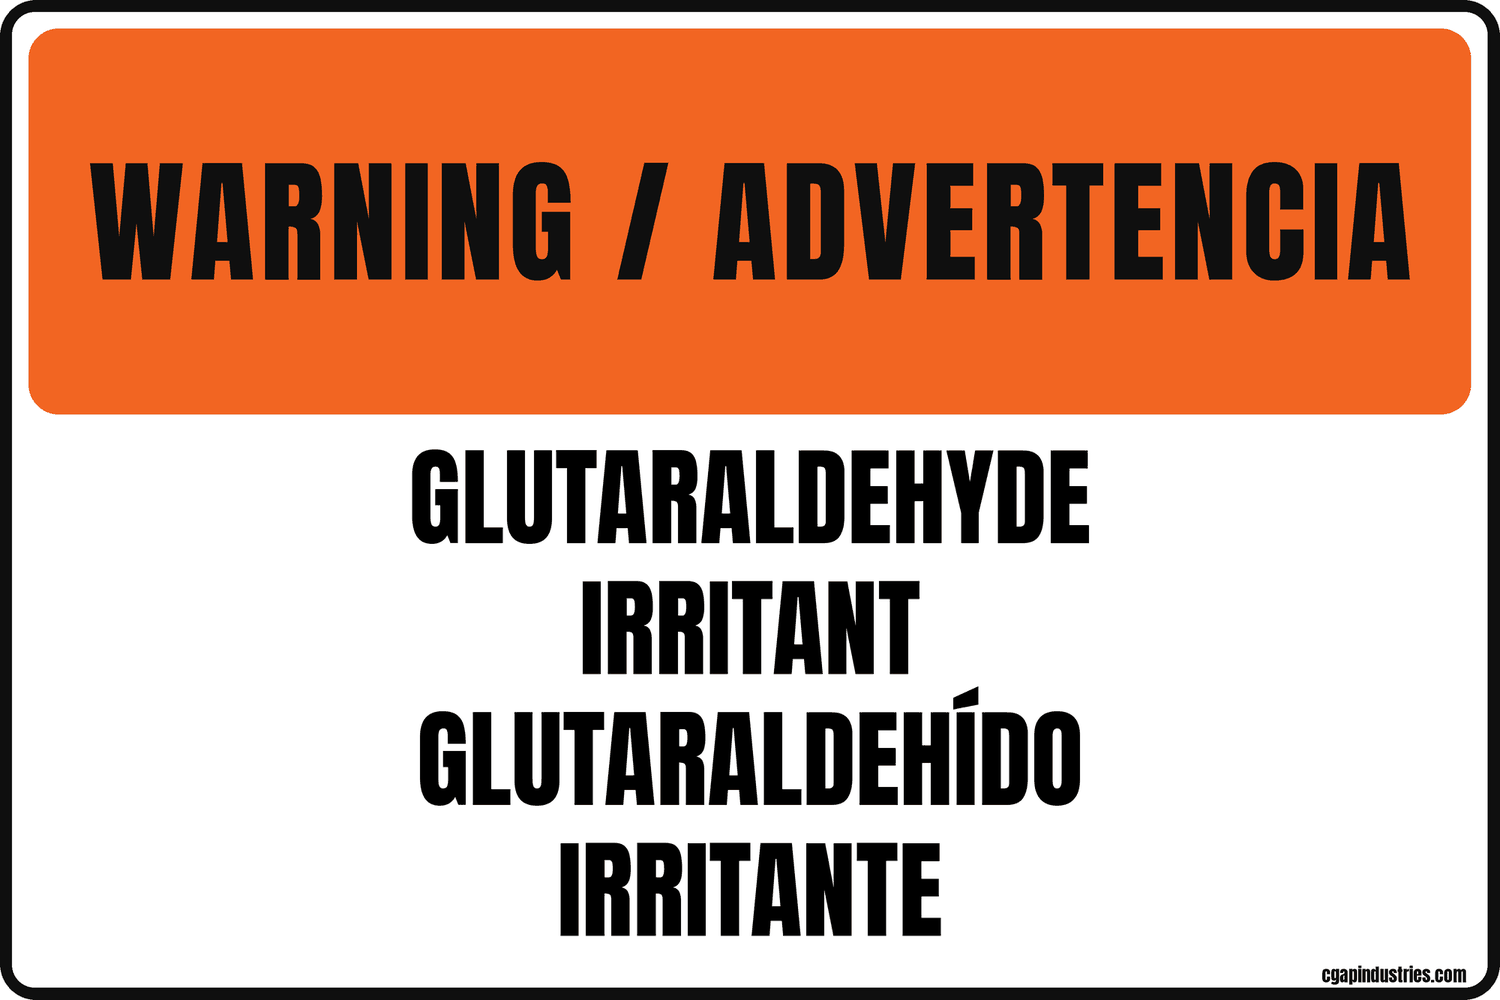 WARNING / ADVERTENCIA
GLUTARALDEHYDE
IRRITANT
GLUTARALDEHÍDO
IRRITANTE
cgapindustries.com